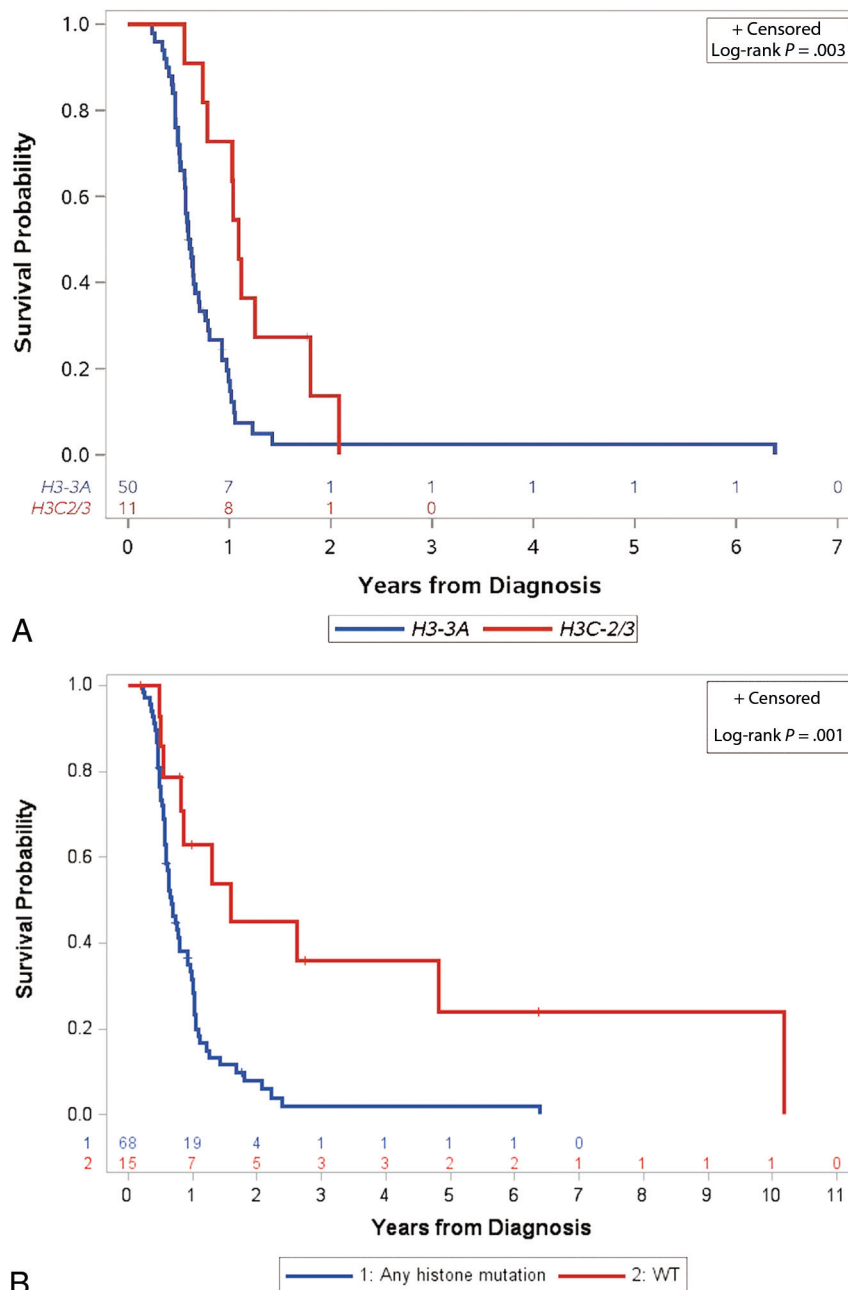 + Censored
Log-rank P = .003
1.0
0.8
0.6
0.4
0.2
0.0
Survival Probability
H3-3A 50 7 1 1 1 1 1 0
H3C2/3 11 8 1 0
0 1 2 3 4 5 6 7
Years from Diagnosis
A
H3-3A H3C-2/3
+ Censored
Log-rank P = .001
1.0
0.8
0.6
0.4
0.2
0.0
Survival Probability
1 68 19 4 1 1 1 1 0
2 15 7 5 3 3 2 2 1 1 1 1 0
0 1 2 3 4 5 6 7 8 9 10 11
Years from Diagnosis
B
1: Any histone mutation 2: WT